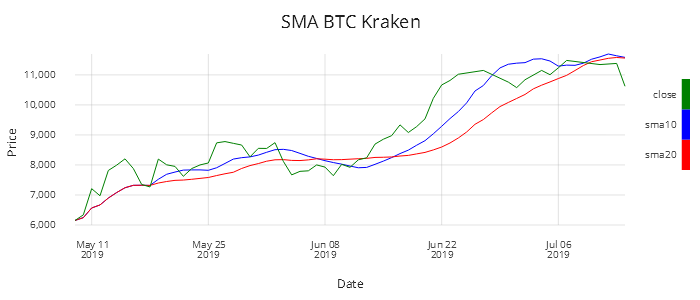 SMA BTC Kraken
Price
11,000
10,000
9,000
8,000
7,000
6,000
May 11
2019
May 25
2019
Jun 08
2019
Jun 22
2019
Jul 06
2019
Date
close
sma10
sma20